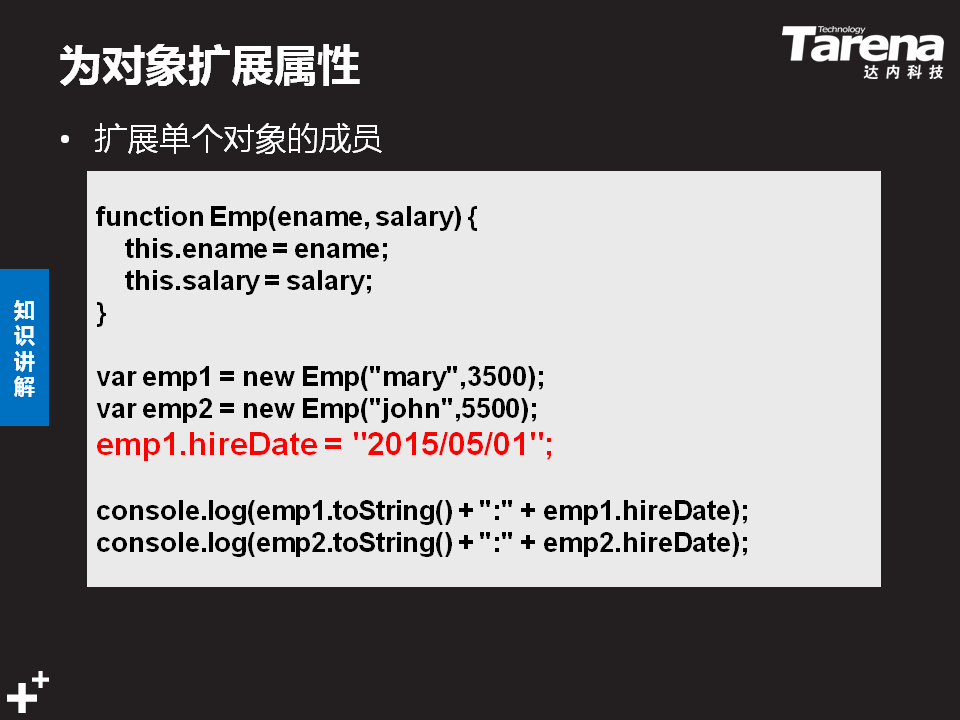 为对象扩展属性
Technology
Tarena
达内科技
• 扩展单个对象的成员
function Emp(ename, salary) {
this.ename = ename;
this.salary = salary;
}
var emp1 = new Emp("mary",3500);
var emp2 = new Emp("john",5500);
emp1.hireDate = "2015/05/01";
console.log(emp1.toString() + ":" + emp1.hireDate);
console.log(emp2.toString() + ":" + emp2.hireDate);
知识讲解